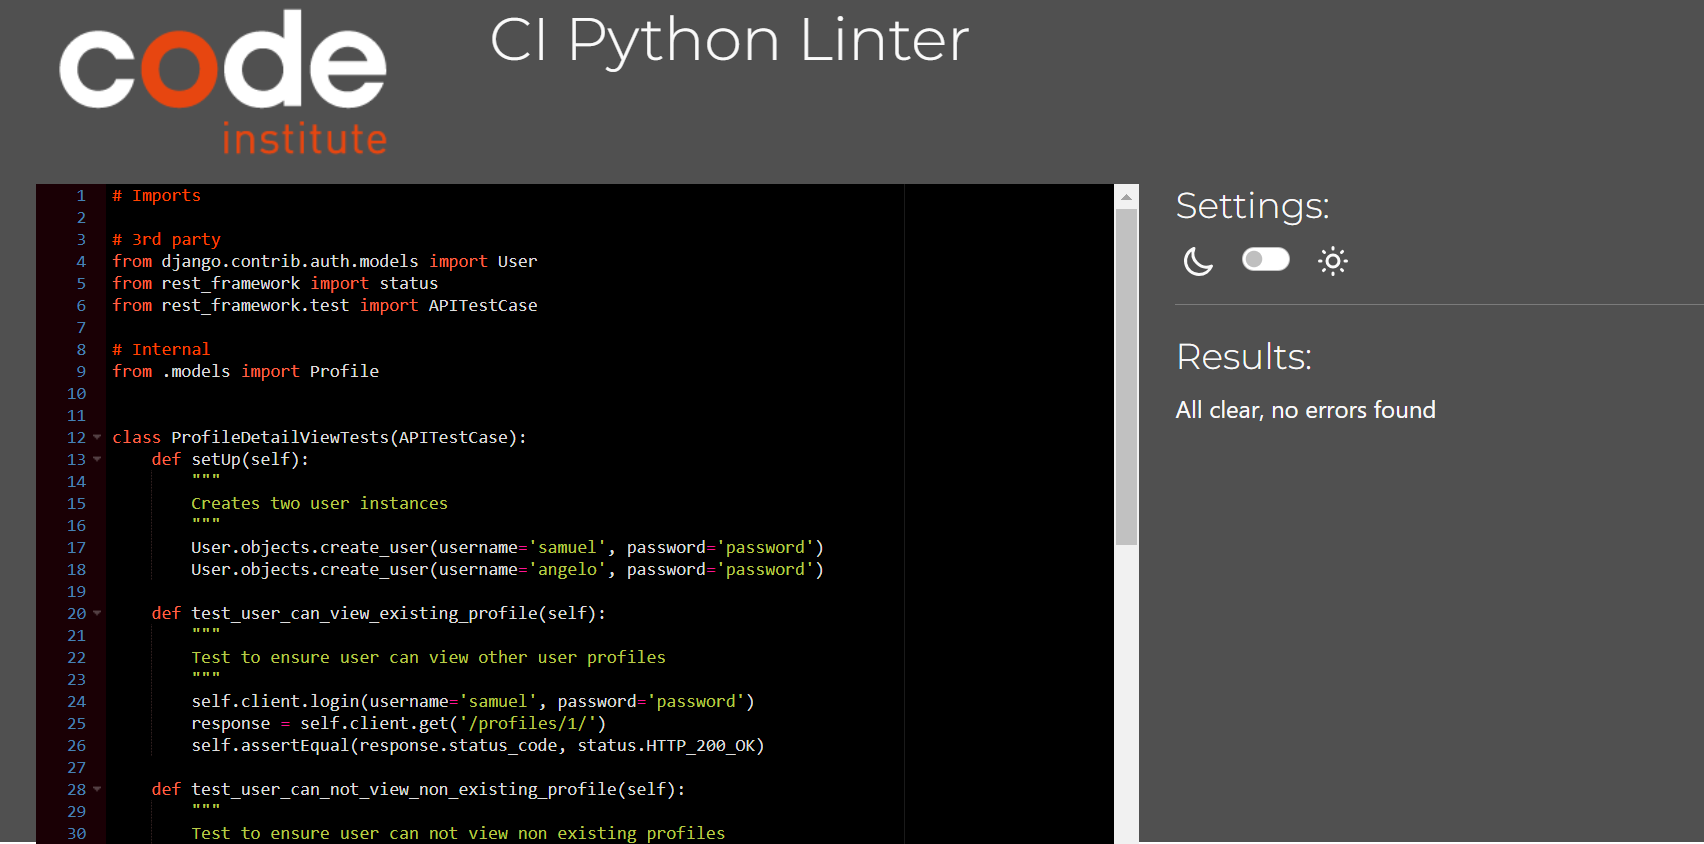 code
institute
CI Python Linter
1 # Imports
2
3 # 3rd party
4 from django.contrib.auth.models import User
5 from rest_framework import status
6 from rest_framework.test import APITestCase
7
8 # Internal
9 from .models import Profile
10
11
12 class ProfileDetailViewTests(APITestCase):
13     def setUp(self):
14         """
15         Creates two user instances
16         """
17         User.objects.create_user(username='samuel', password='password')
18         User.objects.create_user(username='angelo', password='password')
19
20     def test_user_can_view_existing_profile(self):
21         """
22         Test to ensure user can view other user profiles
23         """
24         self.client.login(username='samuel', password='password')
25         response = self.client.get('/profiles/1/')
26         self.assertEqual(response.status_code, status.HTTP_200_OK)
27
28     def test_user_can_not_view_non_existing_profile(self):
29         """
30         Test to ensure user can not view non existing profiles
Settings:
Results:
All clear, no errors found